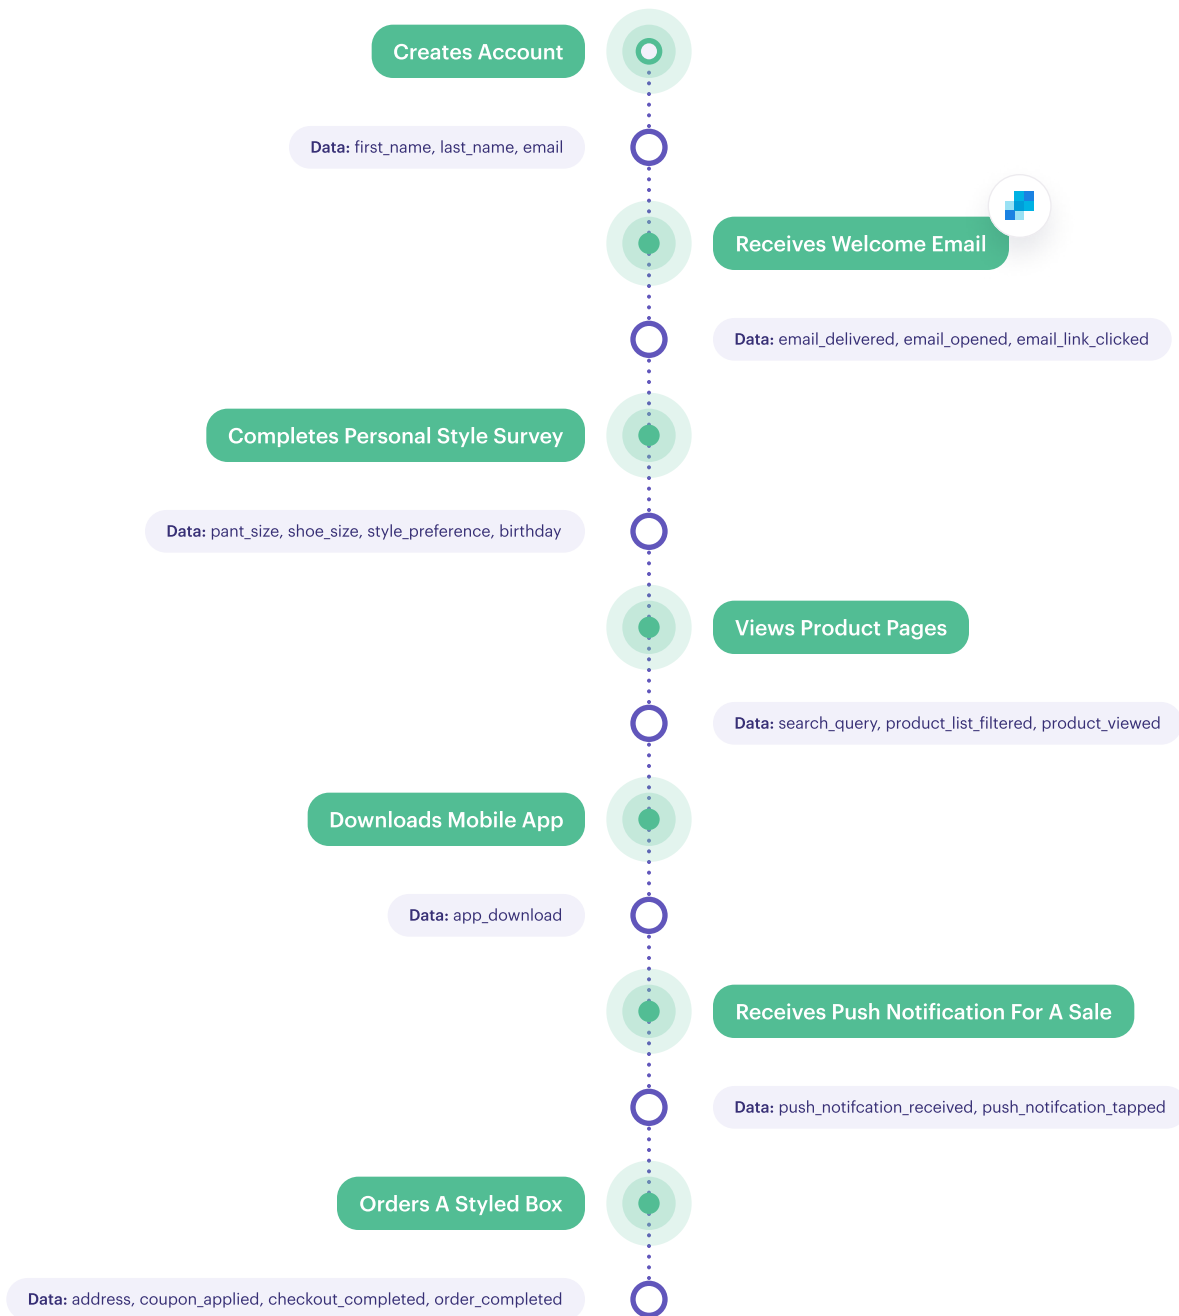 Creates Account
Data: first_name, last_name, email
Receives Welcome Email
Data: email_delivered, email_opened, email_link_clicked
Completes Personal Style Survey
Data: pant_size, shoe_size, style_preference, birthday
Views Product Pages
Data: search_query, product_list_filtered, product_viewed
Downloads Mobile App
Data: app_download
Receives Push Notification For A Sale
Data: push_notifcation_received, push_notifcation_tapped
Orders A Styled Box
Data: address, coupon_applied, checkout_completed, order_completed